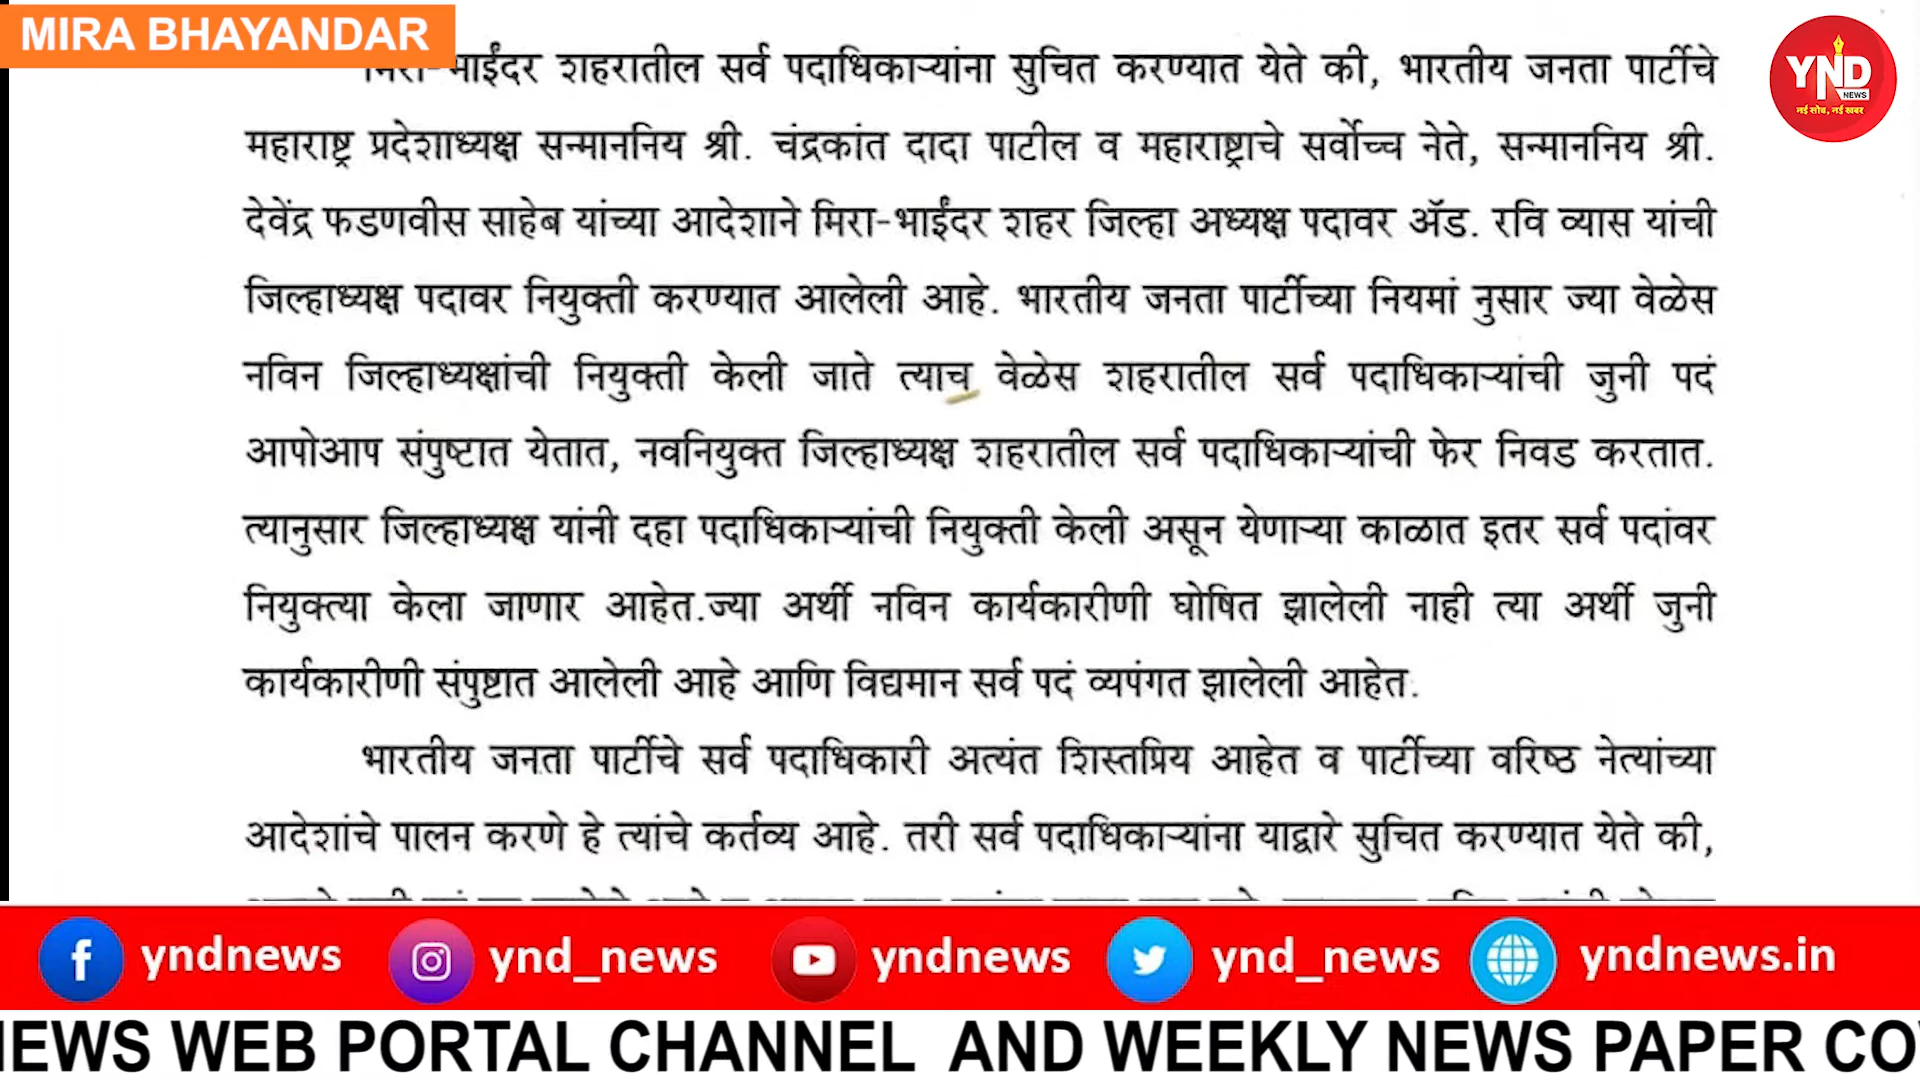 MIRA BHAYANDAR
मिरा-भाईंदर शहरातील सर्व पदाधिकाऱ्यांना सुचित करण्यात येते की, भारतीय जनता पार्टीचे
महाराष्ट्र प्रदेशाध्यक्ष सन्माननिय श्री. चंद्रकांत दादा पाटील व महाराष्ट्राचे सर्वोच्च नेते, सन्माननिय श्री.
देवेंद्र फडणवीस साहेब यांच्या आदेशाने मिरा-भाईंदर शहर जिल्हा अध्यक्ष पदावर ॲड. रवि व्यास यांची
जिल्हाध्यक्ष पदावर नियुक्ती करण्यात आलेली आहे. भारतीय जनता पार्टीच्या नियमां नुसार ज्या वेळेस
नविन जिल्हाध्यक्षांची नियुक्ती केली जाते त्याच वेळेस शहरातील सर्व पदाधिकाऱ्यांची जुनी पदं
आपोआप संपुष्टात येतात, नवनियुक्त जिल्हाध्यक्ष शहरातील सर्व पदाधिकाऱ्यांची फेर निवड करतात.
त्यानुसार जिल्हाध्यक्ष यांनी दहा पदाधिकाऱ्यांची नियुक्ती केली असून येणाऱ्या काळात इतर सर्व पदांवर
नियुक्त्या केला जाणार आहेत.ज्या अर्थी नविन कार्यकारीणी घोषित झालेली नाही त्या अर्थी जुनी
कार्यकारीणी संपुष्टात आलेली आहे आणि विद्यमान सर्व पदं व्यपंगत झालेली आहेत.
भारतीय जनता पार्टीचे सर्व पदाधिकारी अत्यंत शिस्तप्रिय आहेत व पार्टीच्या वरिष्ठ नेत्यांच्या
आदेशांचे पालन करणे हे त्यांचे कर्तव्य आहे. तरी सर्व पदाधिकाऱ्यांना याद्वारे सुचित करण्यात येते की,
YND
NEWS
नई सोच, नई खबर
yndnews ynd_news yndnews ynd_news yndnews.in
NEWS WEB PORTAL CHANNEL AND WEEKLY NEWS PAPER